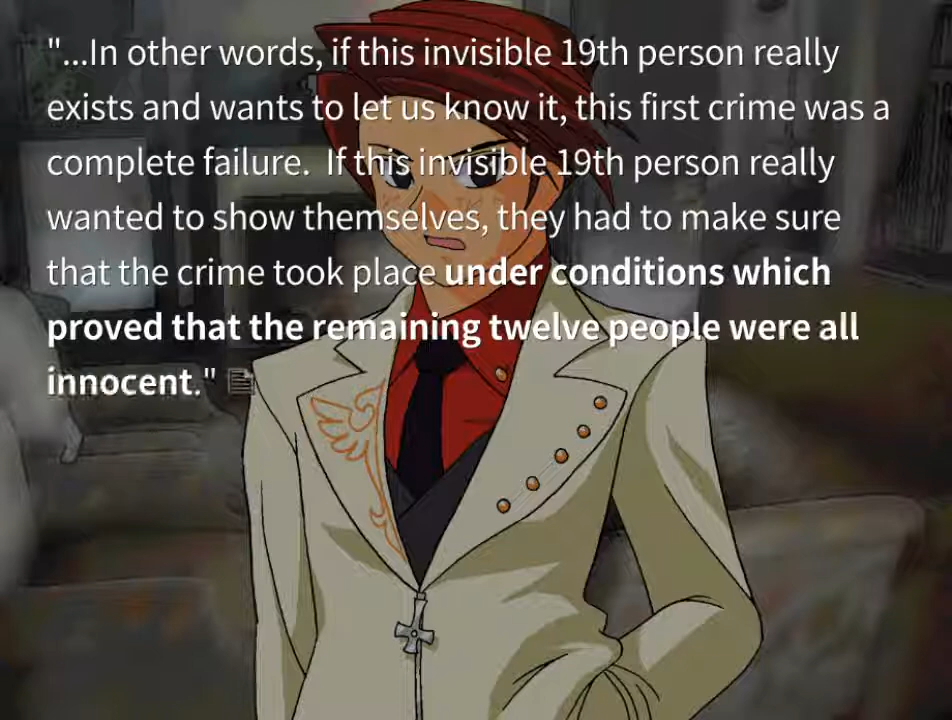 "...In other words, if this invisible 19th person really
exists and wants to let us know it, this first crime was a
complete failure.  If this invisible 19th person really
wanted to show themselves, they had to make sure
that the crime took place under conditions which
proved that the remaining twelve people were all
innocent."